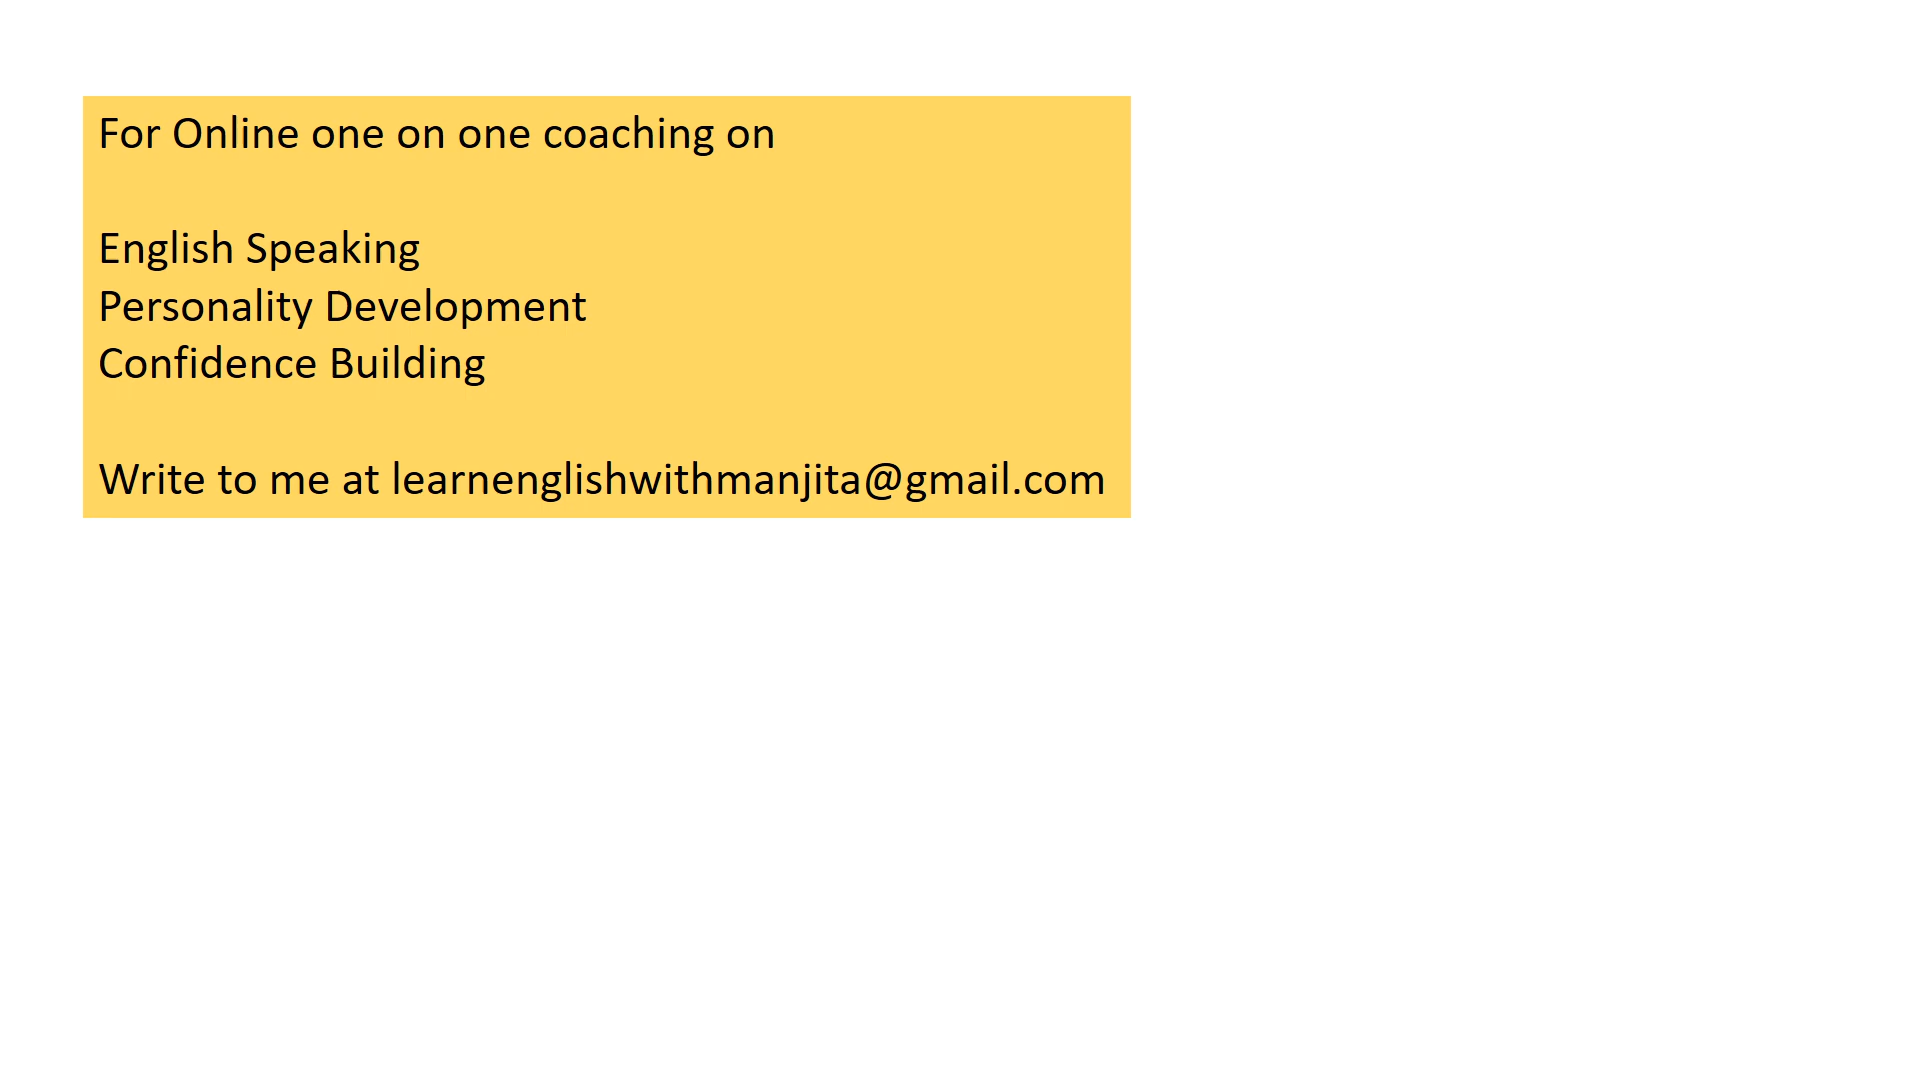 For Online one on one coaching on
English Speaking
Personality Development
Confidence Building
Write to me at learnenglishwithmanjita@gmail.com